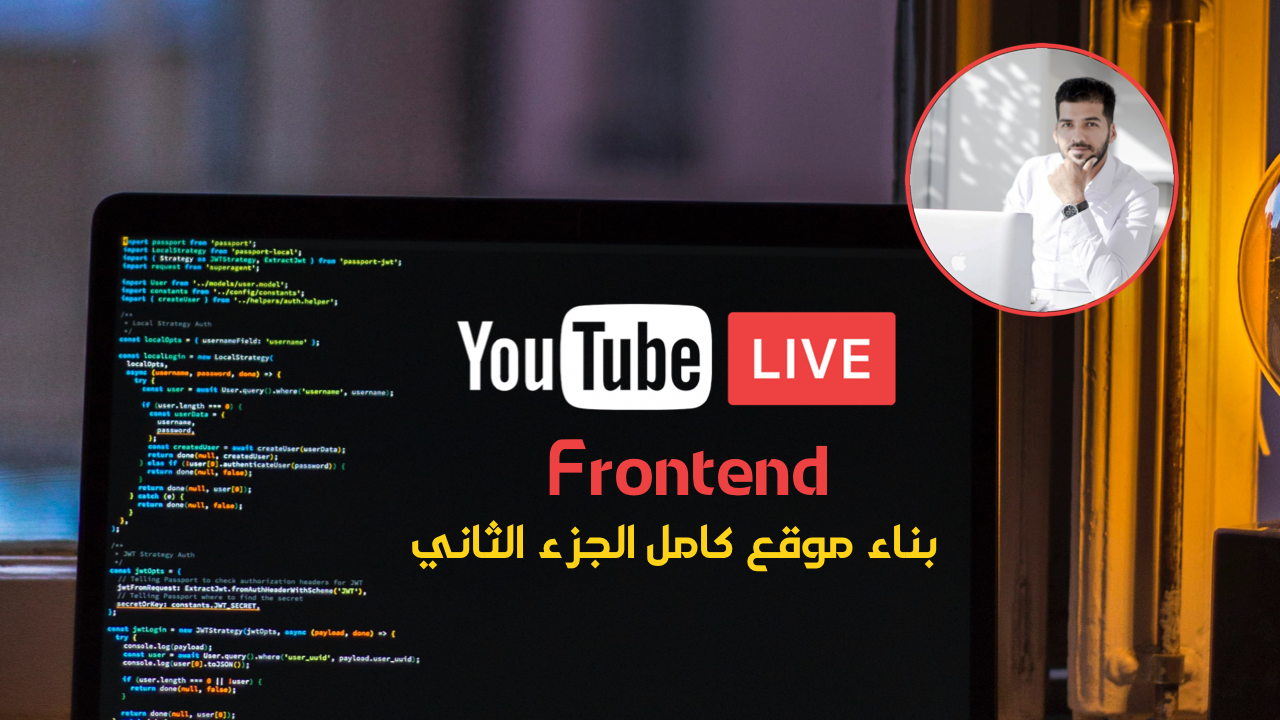 import passport from 'passport';
import LocalStrategy from 'passport-local';
import { Strategy as JWTStrategy, ExtractJwt } from 'passport-jwt';
import request from 'superagent';
import User from '../models/user.model';
import constants from '../config/constants';
import { createUser } from '../helpers/auth.helper';
/**
* Local Strategy Auth
*/
const localOpts = { usernameField: 'username' };
const localLogin = new LocalStrategy(
localOpts,
async (username, password, done) => {
try {
const user = await User.query().where('username', username);
if (user.length === 0) {
const userData = {
username,
password,
};
const createdUser = await createUser(userData);
return done(null, createdUser);
} else if (!user[0].authenticateUser(password)) {
return done(null, false);
}
return done(null, user[0]);
} catch (e) {
return done(null, false);
}
},
);
/**
* JWT Strategy Auth
*/
const jwtOpts = {
// Telling Passport to check authorization headers for JWT
jwtFromRequest: ExtractJwt.fromAuthHeaderWithScheme('JWT'),
// Telling Passport where to find the secret
secretOrKey: constants.JWT_SECRET,
};
const jwtLogin = new JWTStrategy(jwtOpts, async (payload, done) => {
try {
console.log(payload);
const user = await User.query().where('user_uuid', payload.user_uuid);
console.log(user[0].toJSON());
if (user.length === 0 || !user) {
return done(null, false);
}
return done(null, user[0]);
YouTube LIVE
Frontend
بناء موقع كامل الجزء الثاني